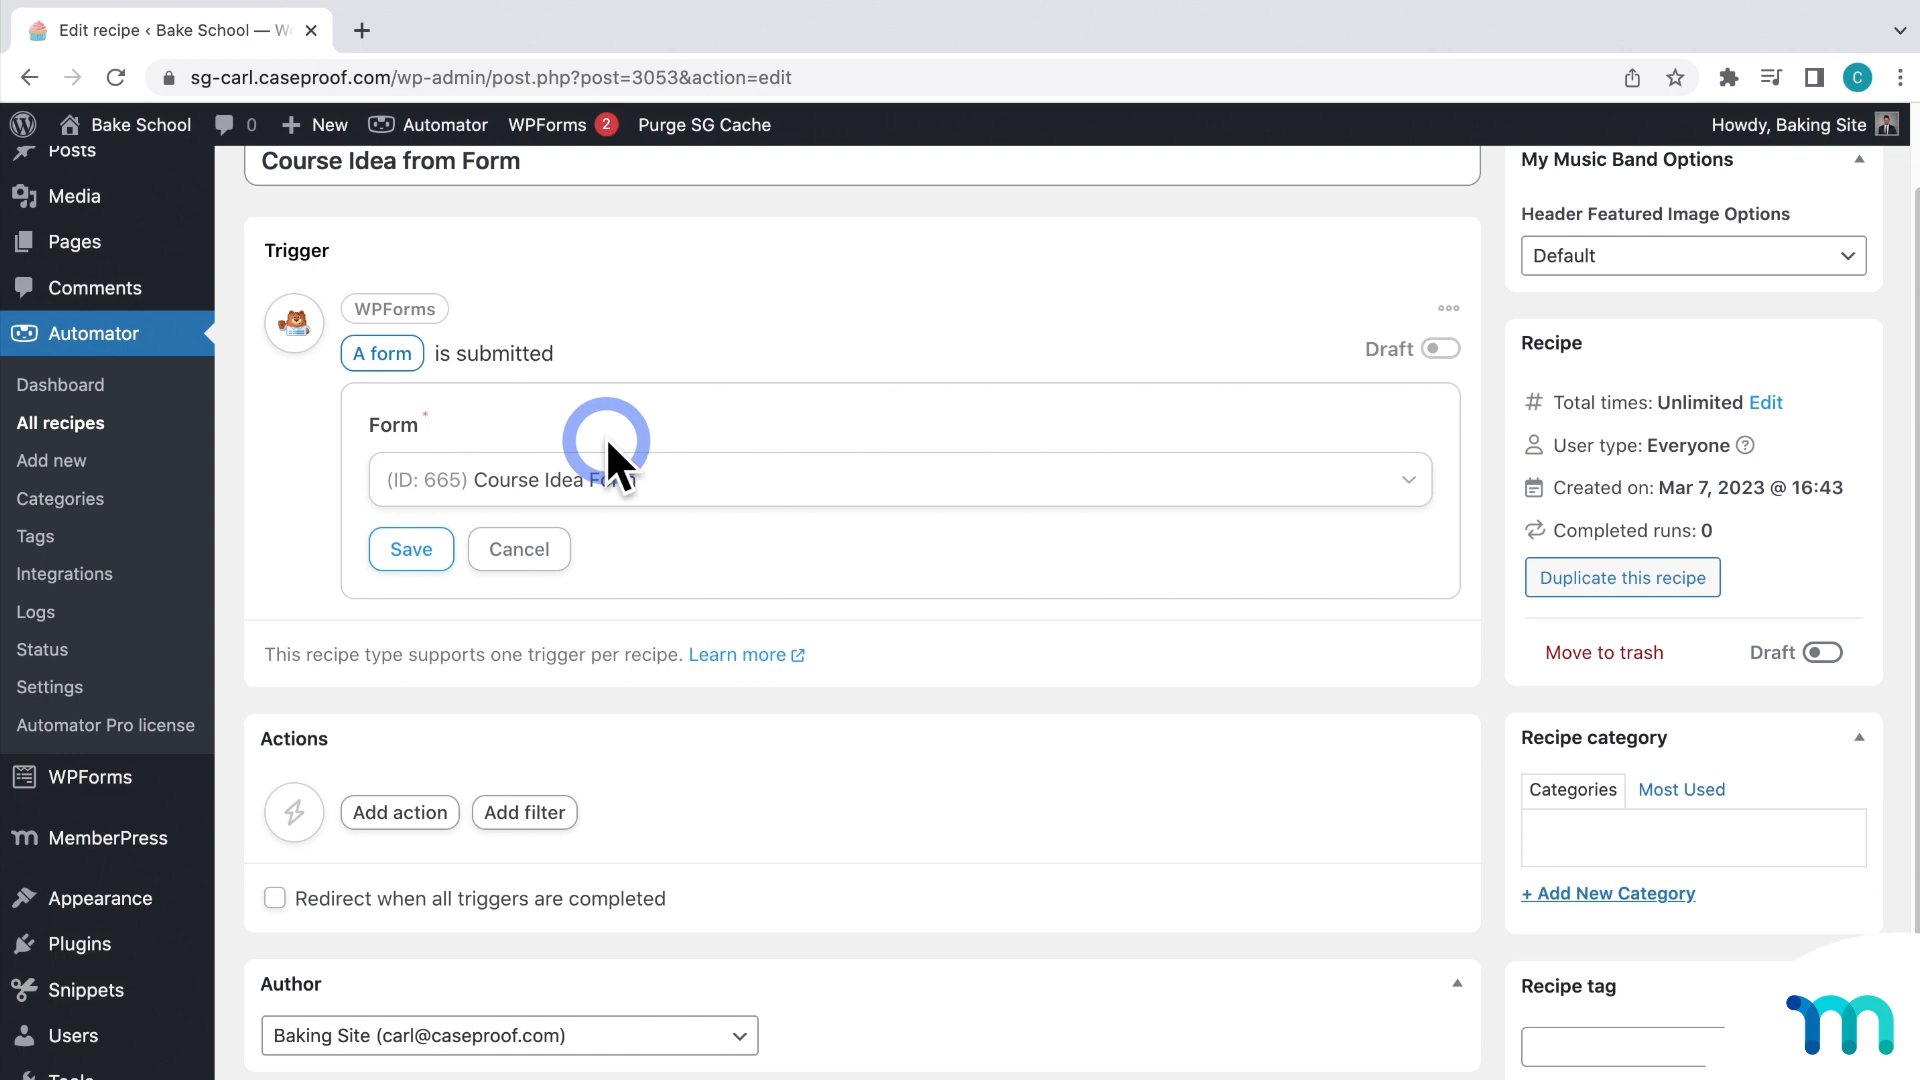 Edit recipe ‹ Bake School — W
sg-carl.caseproof.com/wp-admin/post.php?post=3053&action=edit
C
Bake School
0
New
Automator
WPForms
2
Purge SG Cache
Howdy, Baking Site
Posts
Media
Pages
Comments
Automator
Dashboard
All recipes
Add new
Categories
Tags
Integrations
Logs
Status
Settings
Automator Pro license
WPForms
MemberPress
Appearance
Plugins
Snippets
Users
Course Idea from Form
Trigger
WPForms
A form is submitted
Draft
Form *
(ID: 665) Course Idea Form
Save
Cancel
This recipe type supports one trigger per recipe. Learn more
Actions
Add action
Add filter
Redirect when all triggers are completed
Author
Baking Site (carl@caseproof.com)
My Music Band Options
Header Featured Image Options
Default
Recipe
Total times: Unlimited Edit
User type: Everyone
Created on: Mar 7, 2023 @ 16:43
Completed runs: 0
Duplicate this recipe
Move to trash
Draft
Recipe category
Categories
Most Used
+ Add New Category
Recipe tag